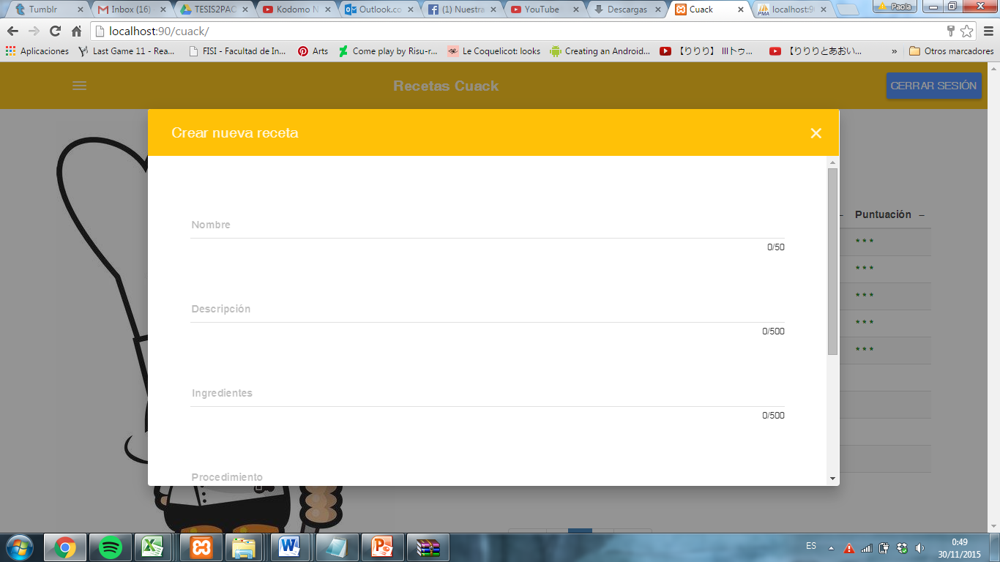 Tumblr
Inbox (16)
TESIS2PAC
Kodomo N
Outlook.co
(1) Nuestra
YouTube
Descargas
Cuack
PMA
localhost:9
Paola
localhost:90/cuack/
Aplicaciones
Last Game 11 - Rea...
FISI - Facultad de In...
Arts
Come play by Risu-r...
Le Coquelicot: looks
Creating an Android...
【りりり】 IIIトゥ...
【りりりとあおい...
»
Otros marcadores
Recetas Cuack
CERRAR SESIÓN
Crear nueva receta
Nombre
0/50
Descripción
0/500
Ingredientes
0/500
Procedimiento
Puntuación
***
***
***
***
***
ES
0:49
30/11/2015